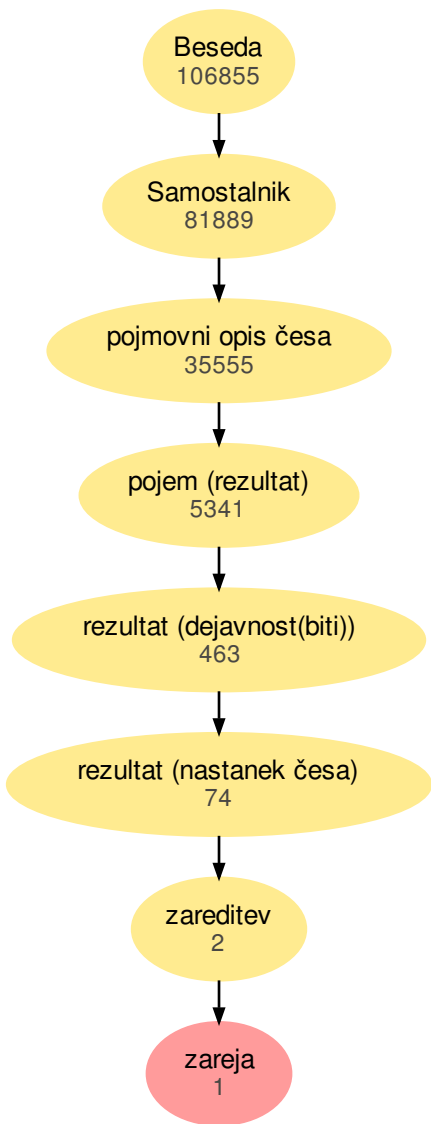 Beseda
106855
Samostalnik
81889
pojmovni opis česa
35555
pojem (rezultat)
5341
rezultat (dejavnost(biti))
463
rezultat (nastanek česa)
74
zareditev
2
zareja
1